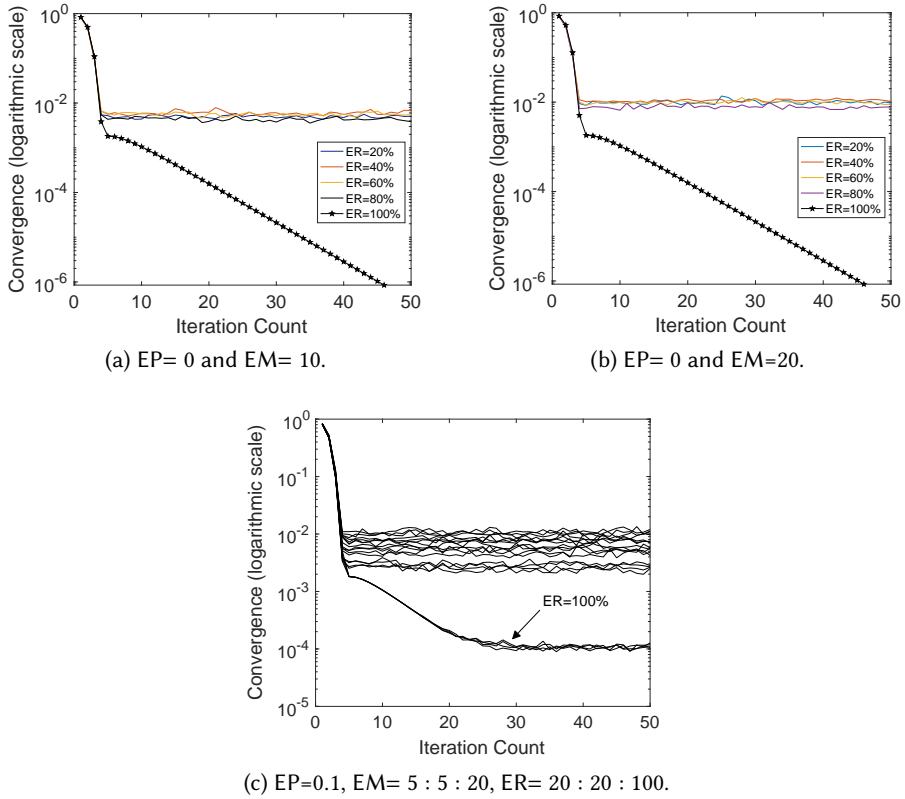 Convergence (logarithmic scale)
10^0
10^-2
10^-4
10^-6
0 10 20 30 40 50
Iteration Count
ER=20%
ER=40%
ER=60%
ER=80%
ER=100%
(a) EP= 0 and EM= 10.
Convergence (logarithmic scale)
10^0
10^-2
10^-4
10^-6
0 10 20 30 40 50
Iteration Count
ER=20%
ER=40%
ER=60%
ER=80%
ER=100%
(b) EP= 0 and EM=20.
Convergence (logarithmic scale)
10^0
10^-1
10^-2
10^-3
10^-4
10^-5
ER=100%
0 10 20 30 40 50
Iteration Count
(c) EP=0.1, EM= 5 : 5 : 20, ER= 20 : 20 : 100.